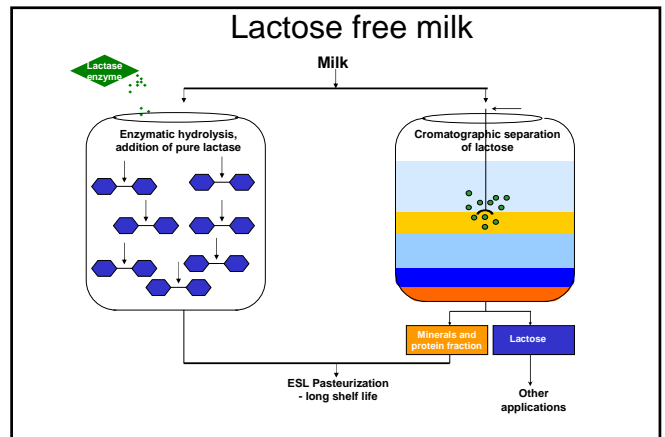 Lactose free milk
Lactase
enzyme
Milk
Enzymatic hydrolysis,
addition of pure lactase
Cromatographic separation
of lactose
Minerals and
protein fraction
Lactose
ESL Pasteurization
- long shelf life
Other
applications